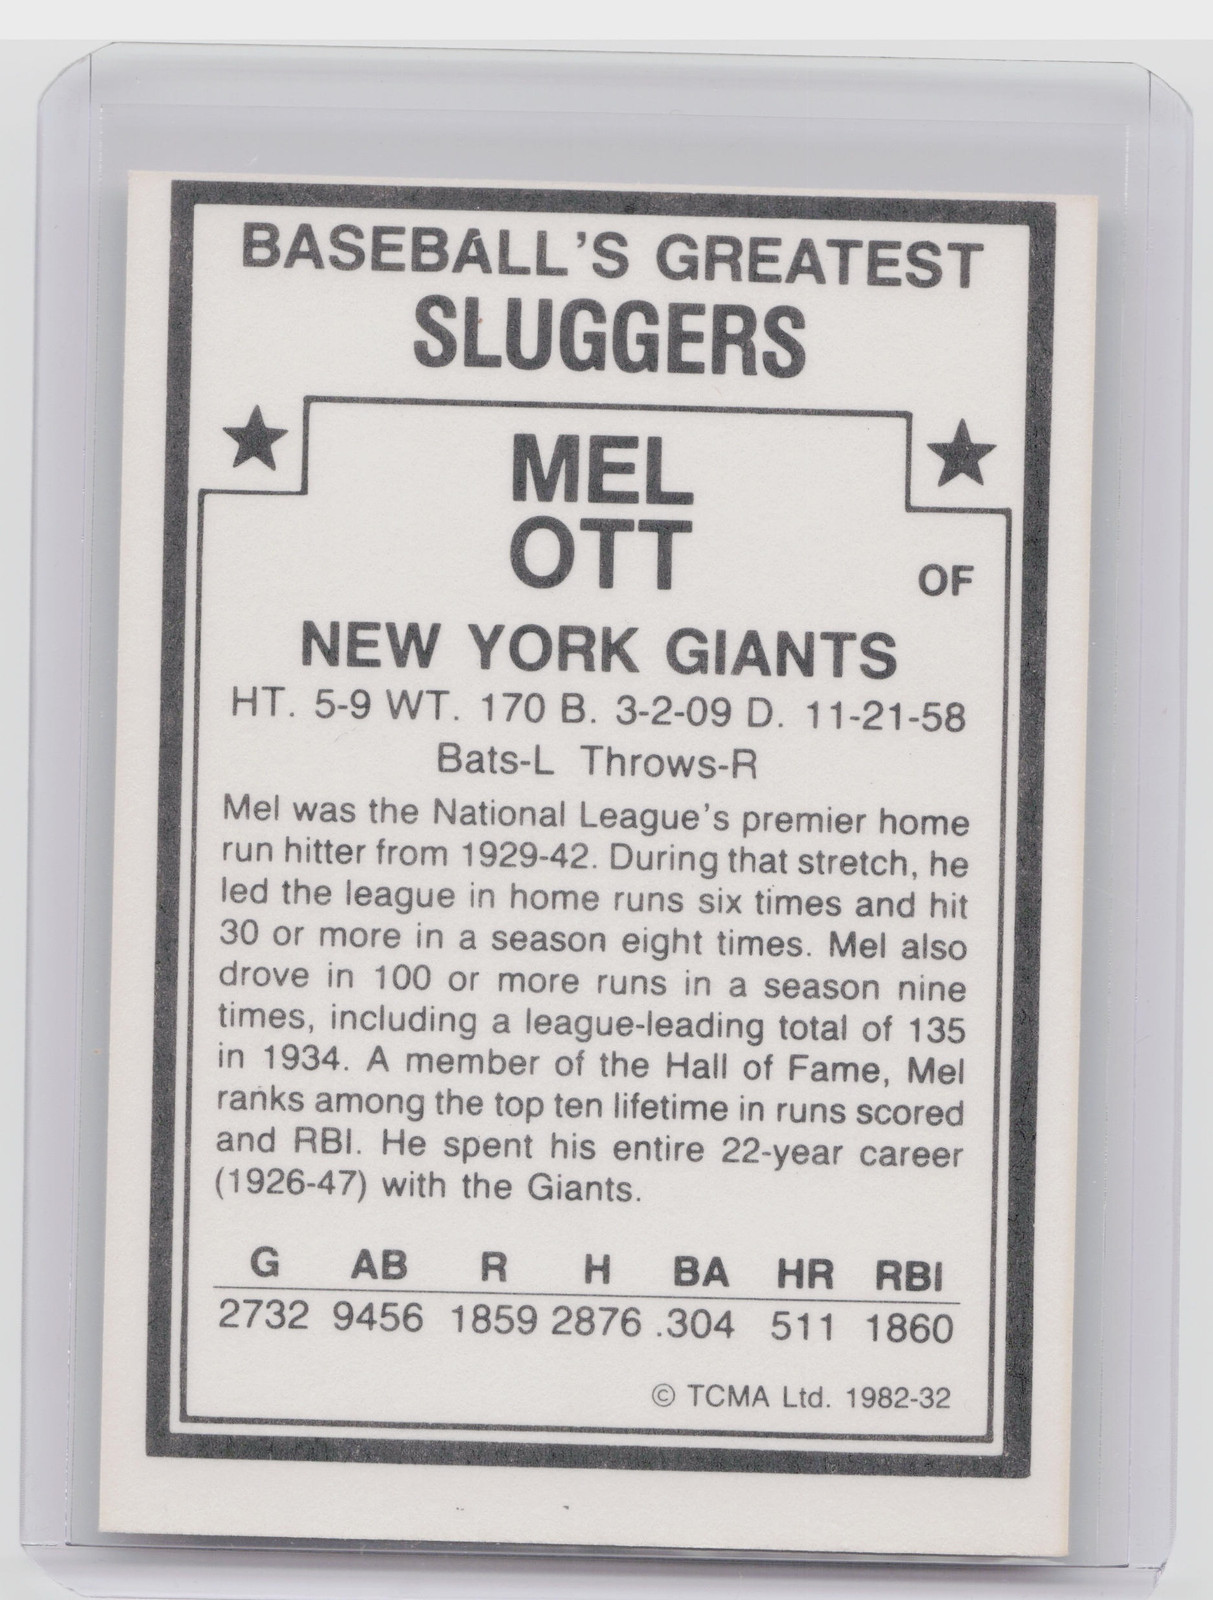 BASEBALL'S GREATEST
SLUGGERS
MEL
OTT
OF
NEW YORK GIANTS
HT. 5-9 WT. 170 B. 3-2-09 D. 11-21-58
Bats-L Throws-R
Mel was the National League's premier home
run hitter from 1929-42. During that stretch, he
led the league in home runs six times and hit
30 or more in a season eight times. Mel also
drove in 100 or more runs in a season nine
times, including a league-leading total of 135
in 1934. A member of the Hall of Fame, Mel
ranks among the top ten lifetime in runs scored
and RBI. He spent his entire 22-year career
(1926-47) with the Giants.
G AB R H BA HR RBI
2732 9456 1859 2876 .304 511 1860
© TCMA Ltd. 1982-32